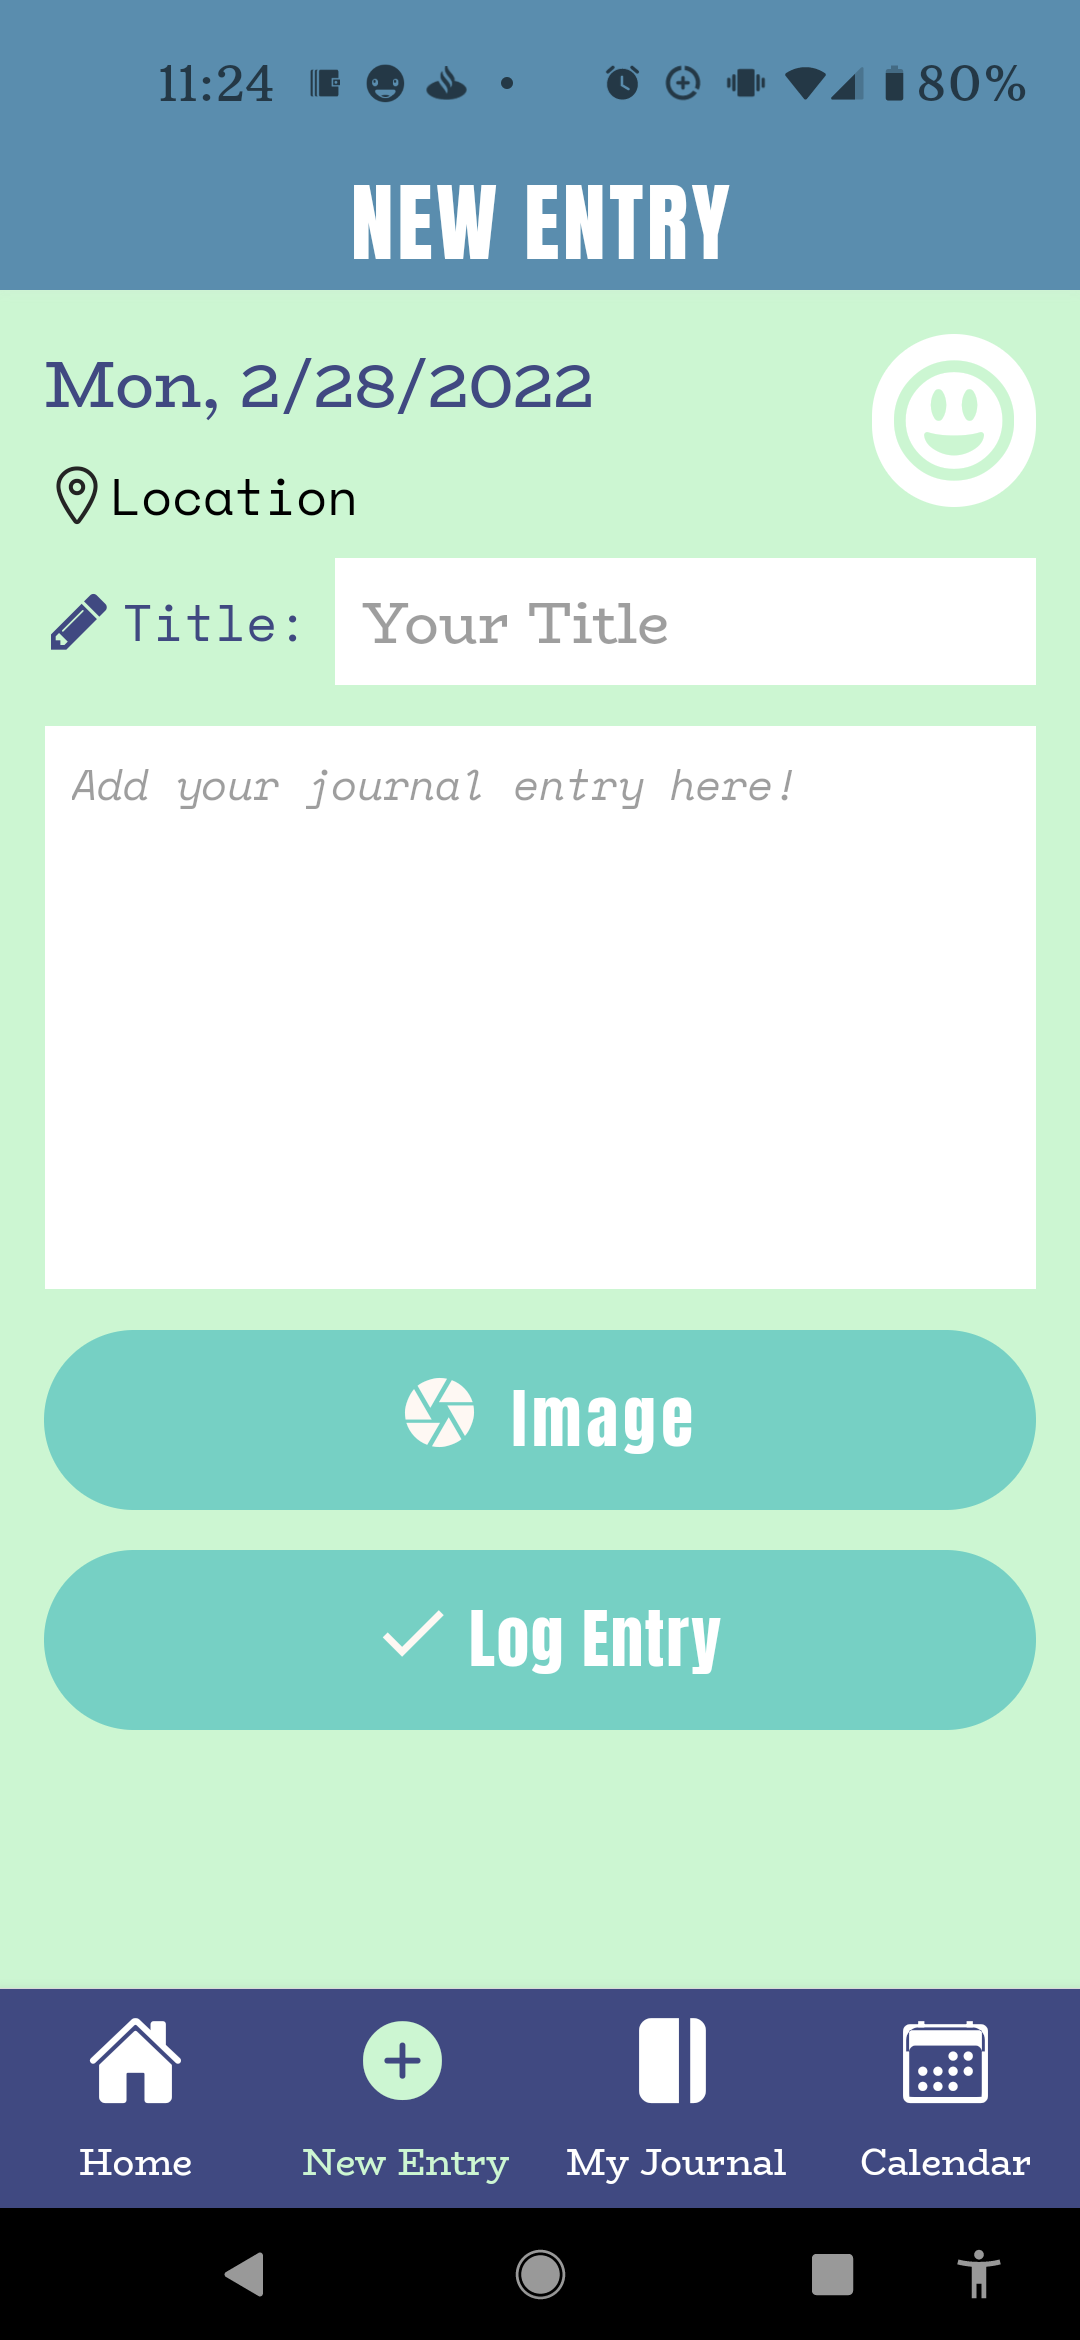 11:24 80%
NEW ENTRY
Mon, 2/28/2022
Location
Title: Your Title
Add your journal entry here!
Image
Log Entry
Home New Entry My Journal Calendar